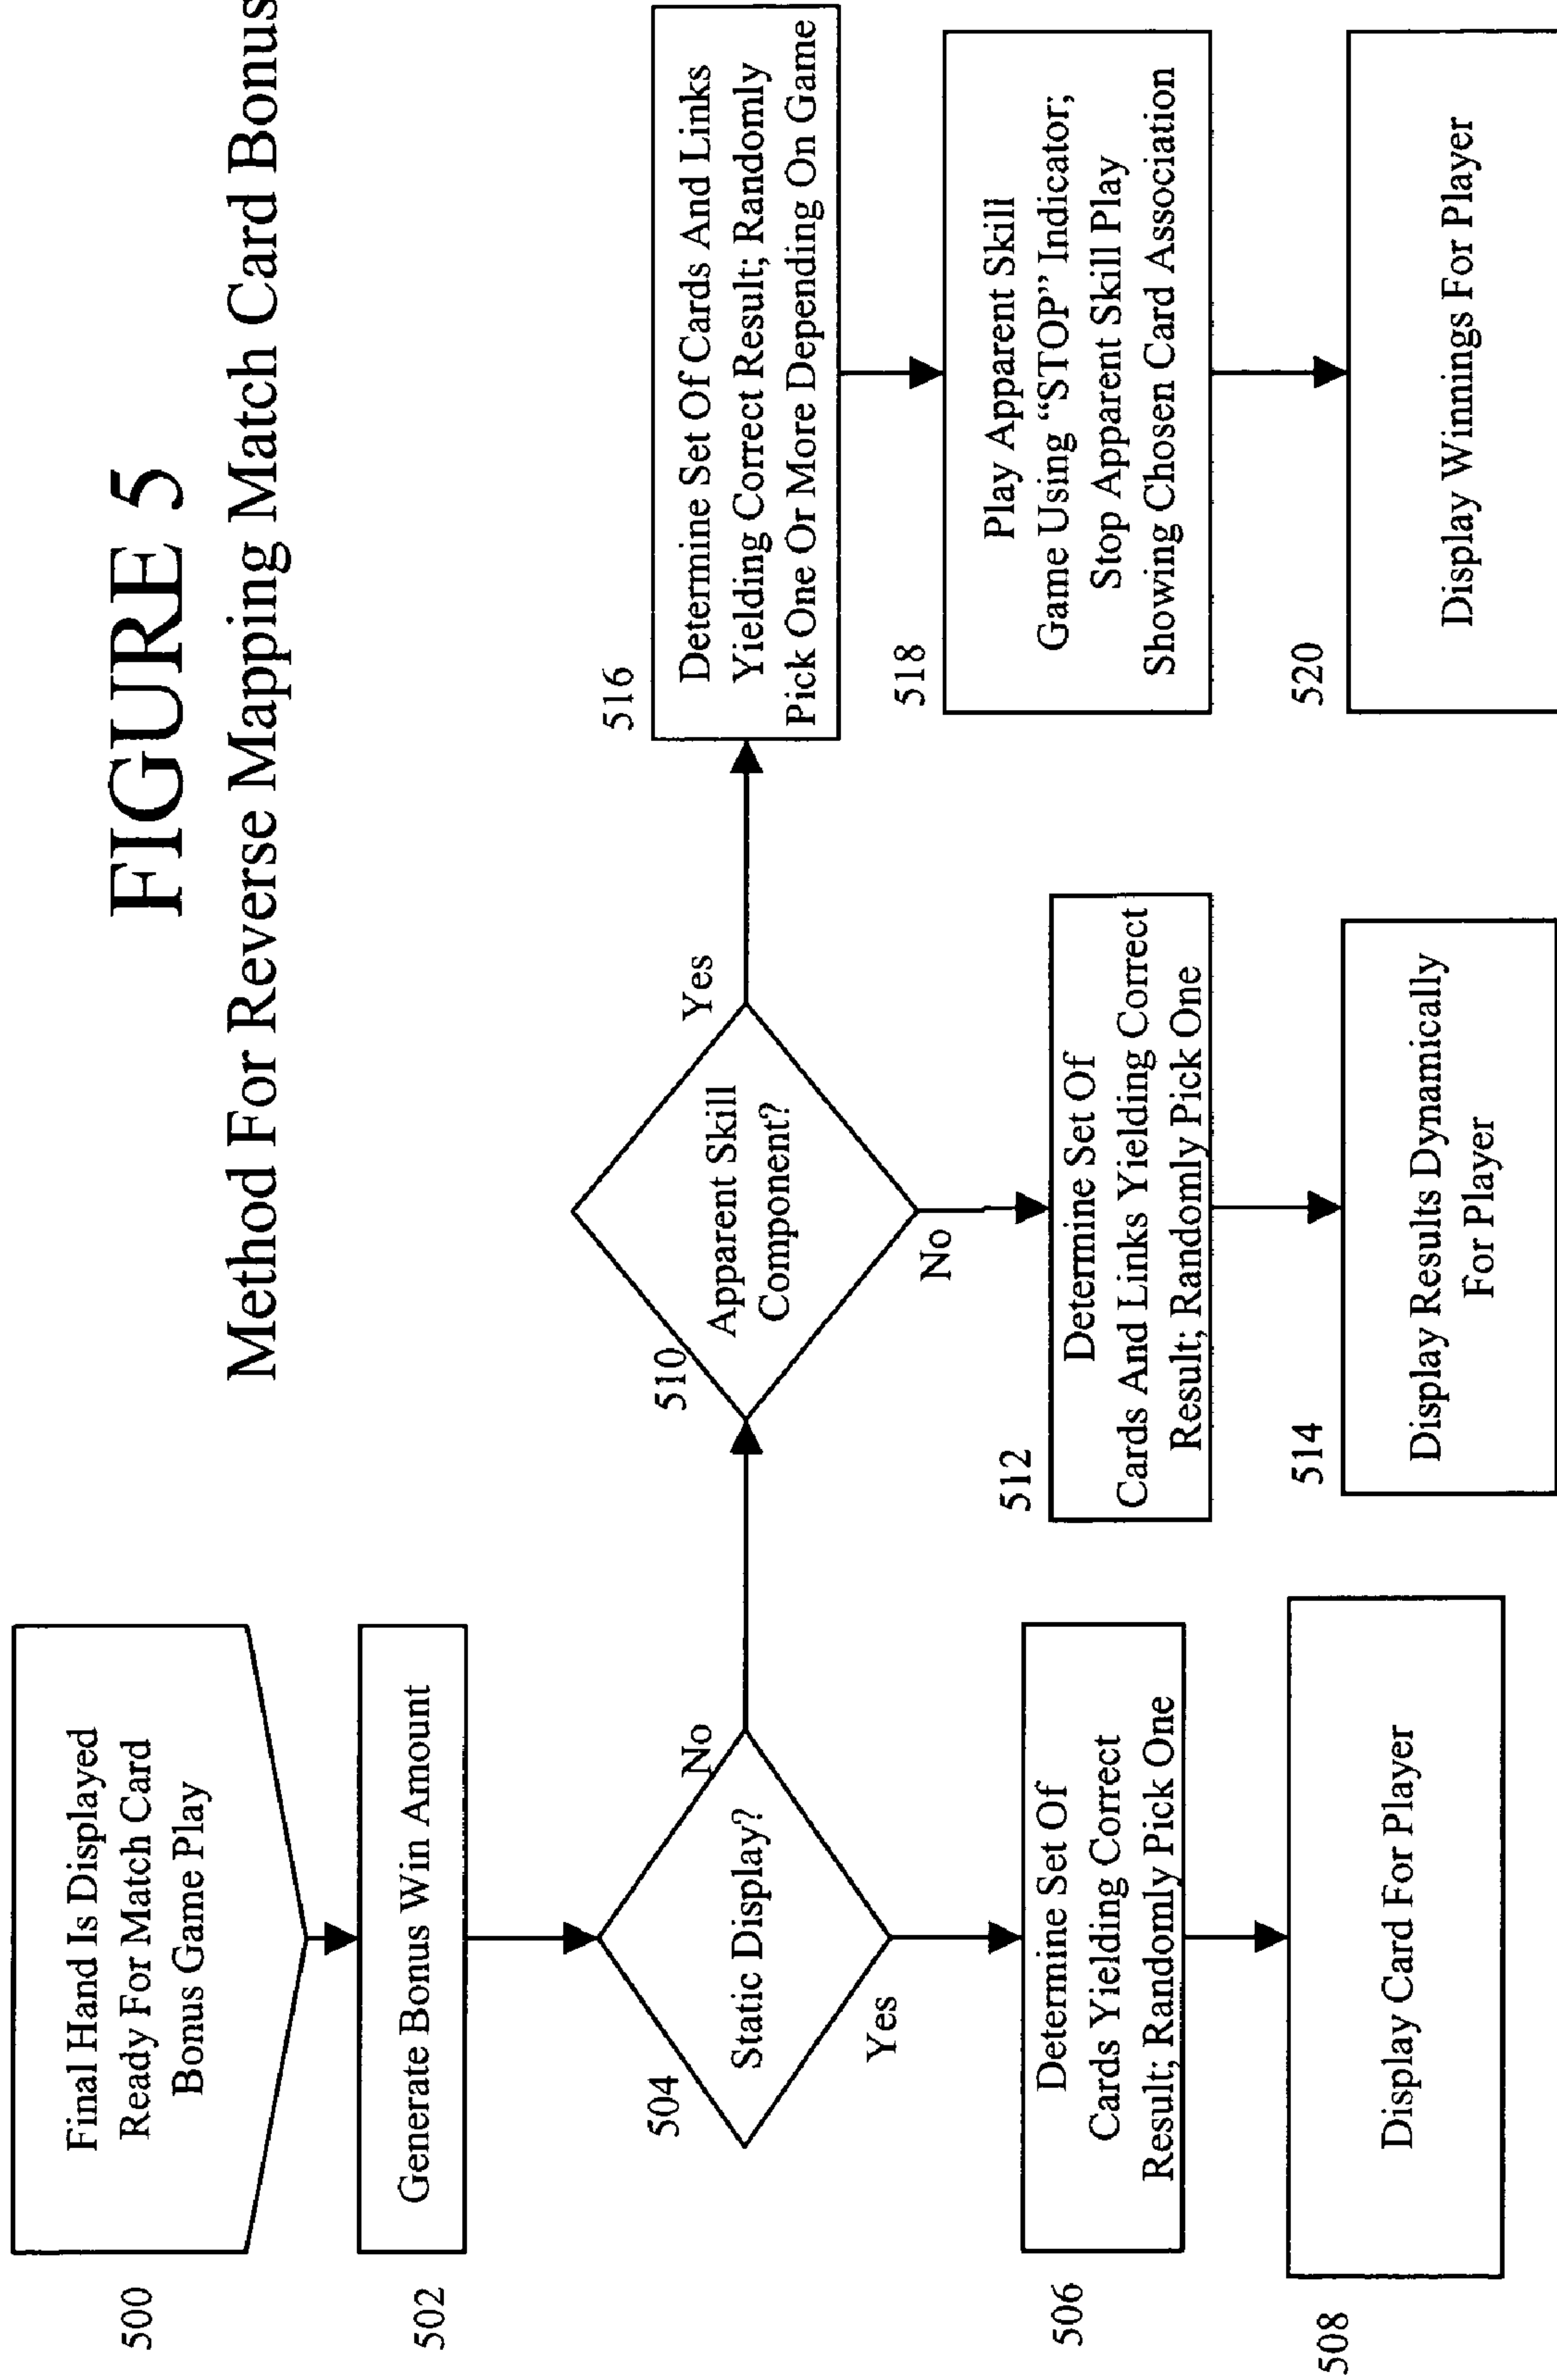 FIGURE 5
Method For Reverse Mapping Match Card Bonus
500
Final Hand Is Displayed
Ready For Match Card
Bonus Game Play
502
Generate Bonus Win Amount
504
Static Display?
No
Yes
506
Determine Set Of
Cards Yielding Correct
Result; Randomly Pick One
508
Display Card For Player
510
Apparent Skill
Component?
Yes
No
512
Determine Set Of
Cards And Links Yielding Correct
Result; Randomly Pick One
514
Display Results Dynamically
For Player
516
Determine Set Of Cards And Links
Yielding Correct Result; Randomly
Pick One Or More Depending On Game
518
Play Apparent Skill
Game Using “STOP” Indicator;
Stop Apparent Skill Play
Showing Chosen Card Association
520
Display Winnings For Player